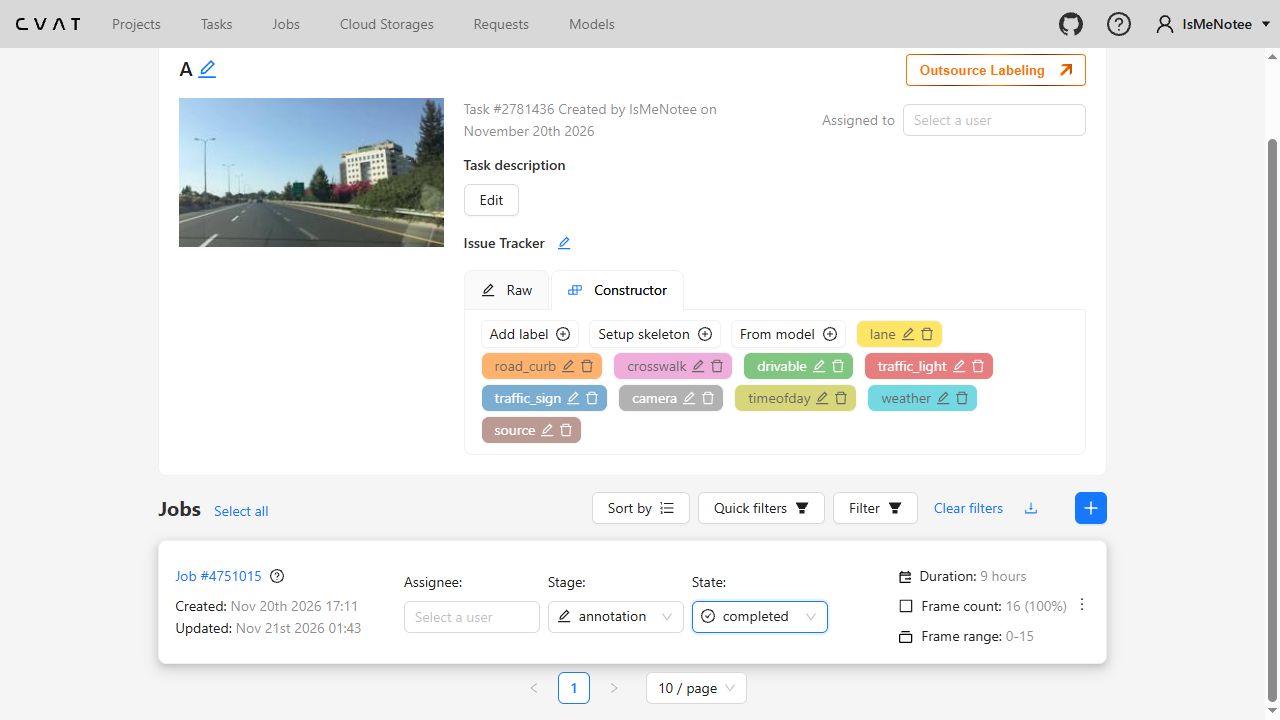 CVAT Projects Tasks Jobs Cloud Storages Requests Models IsMeNotee
A
Outsource Labeling
Task #2781436 Created by IsMeNotee on
November 20th 2026
Assigned to Select a user
Task description
Edit
Issue Tracker
Raw Constructor
Add label Setup skeleton From model lane
road_curb crosswalk drivable traffic_light
traffic_sign camera timeofday weather
source
Jobs Select all Sort by Quick filters Filter Clear filters
Job #4751015
Created: Nov 20th 2026 17:11
Updated: Nov 21st 2026 01:43
Assignee:
Select a user
Stage:
annotation
State:
completed
Duration: 9 hours
Frame count: 16 (100%)
Frame range: 0-15
1
10 / page